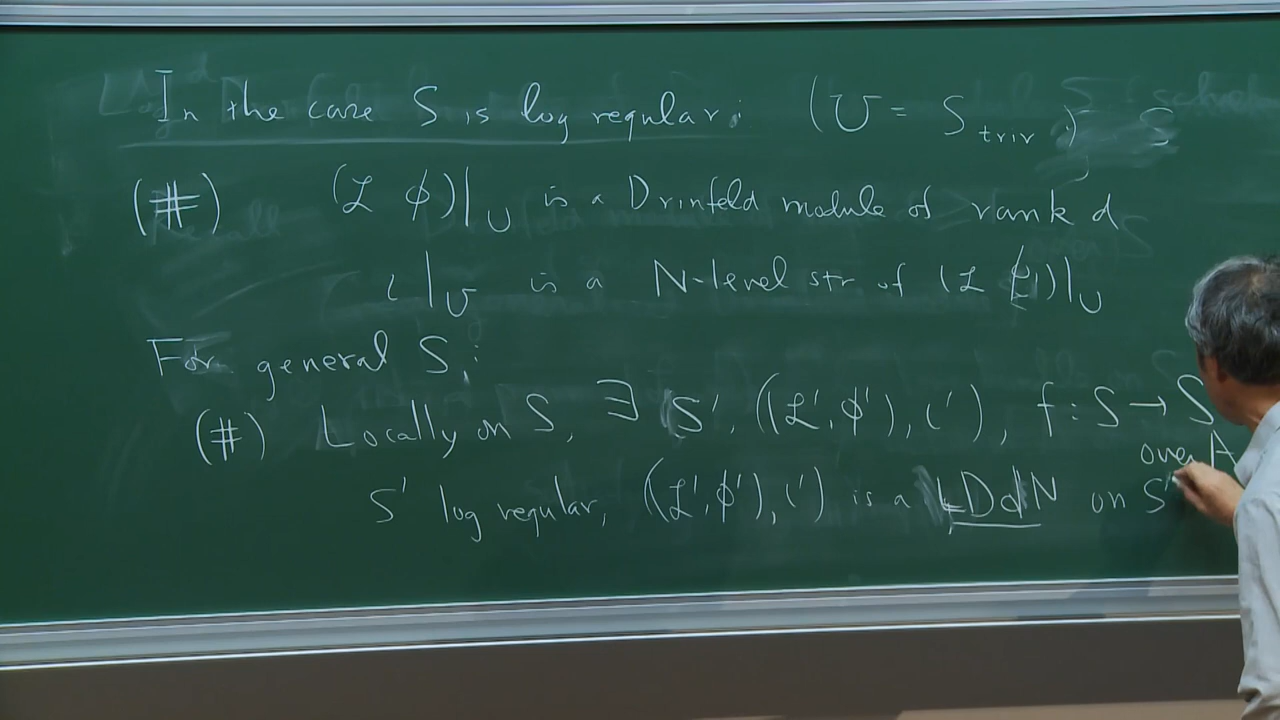 In the case S is log regular: (U = S_triv)
(#) (ℒ φ)|_U is a Drinfeld module of rank d
ι|_U is a N-level str of (ℒ φ)|_U
For general S:
(#) Locally on S, ∃ S', ((ℒ', φ'), ι'), f: S → S
over A
S' log regular, ((ℒ', φ'), ι') is a LDdN on S'